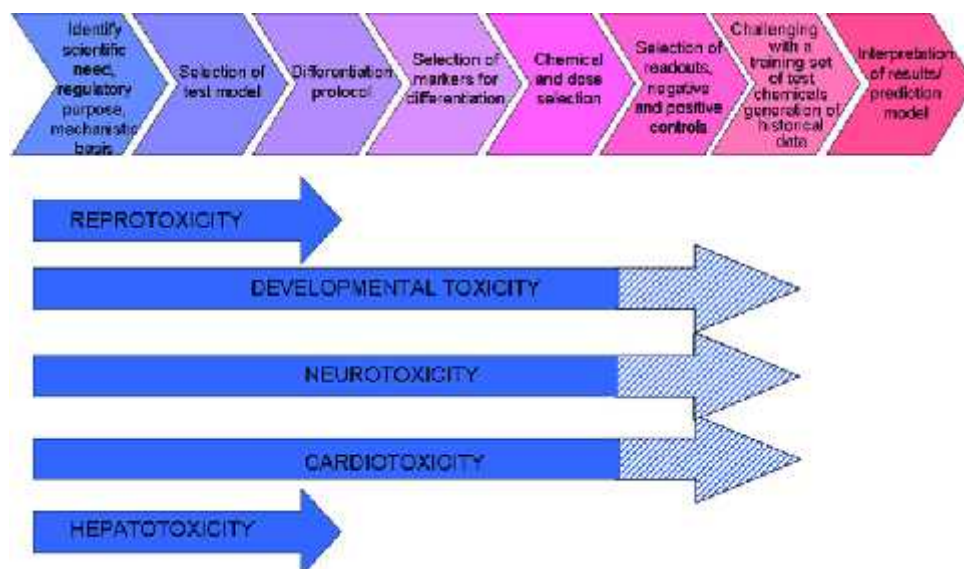 Identify
scientific
need,
regulatory
purpose,
mechanistic
basis
Selection of
test model
Differentiation
protocol
Selection of
markers for
differentiation
Chemical
and dose
selection
Selection of
readouts,
negative
and positive
controls
Challenging
with a
training set
of test
chemicals
generation of
historical
data
Interpretation
of results/
prediction
model
REPROTOXICITY
DEVELOPMENTAL TOXICITY
NEUROTOXICITY
CARDIOTOXICITY
HEPATOTOXICITY